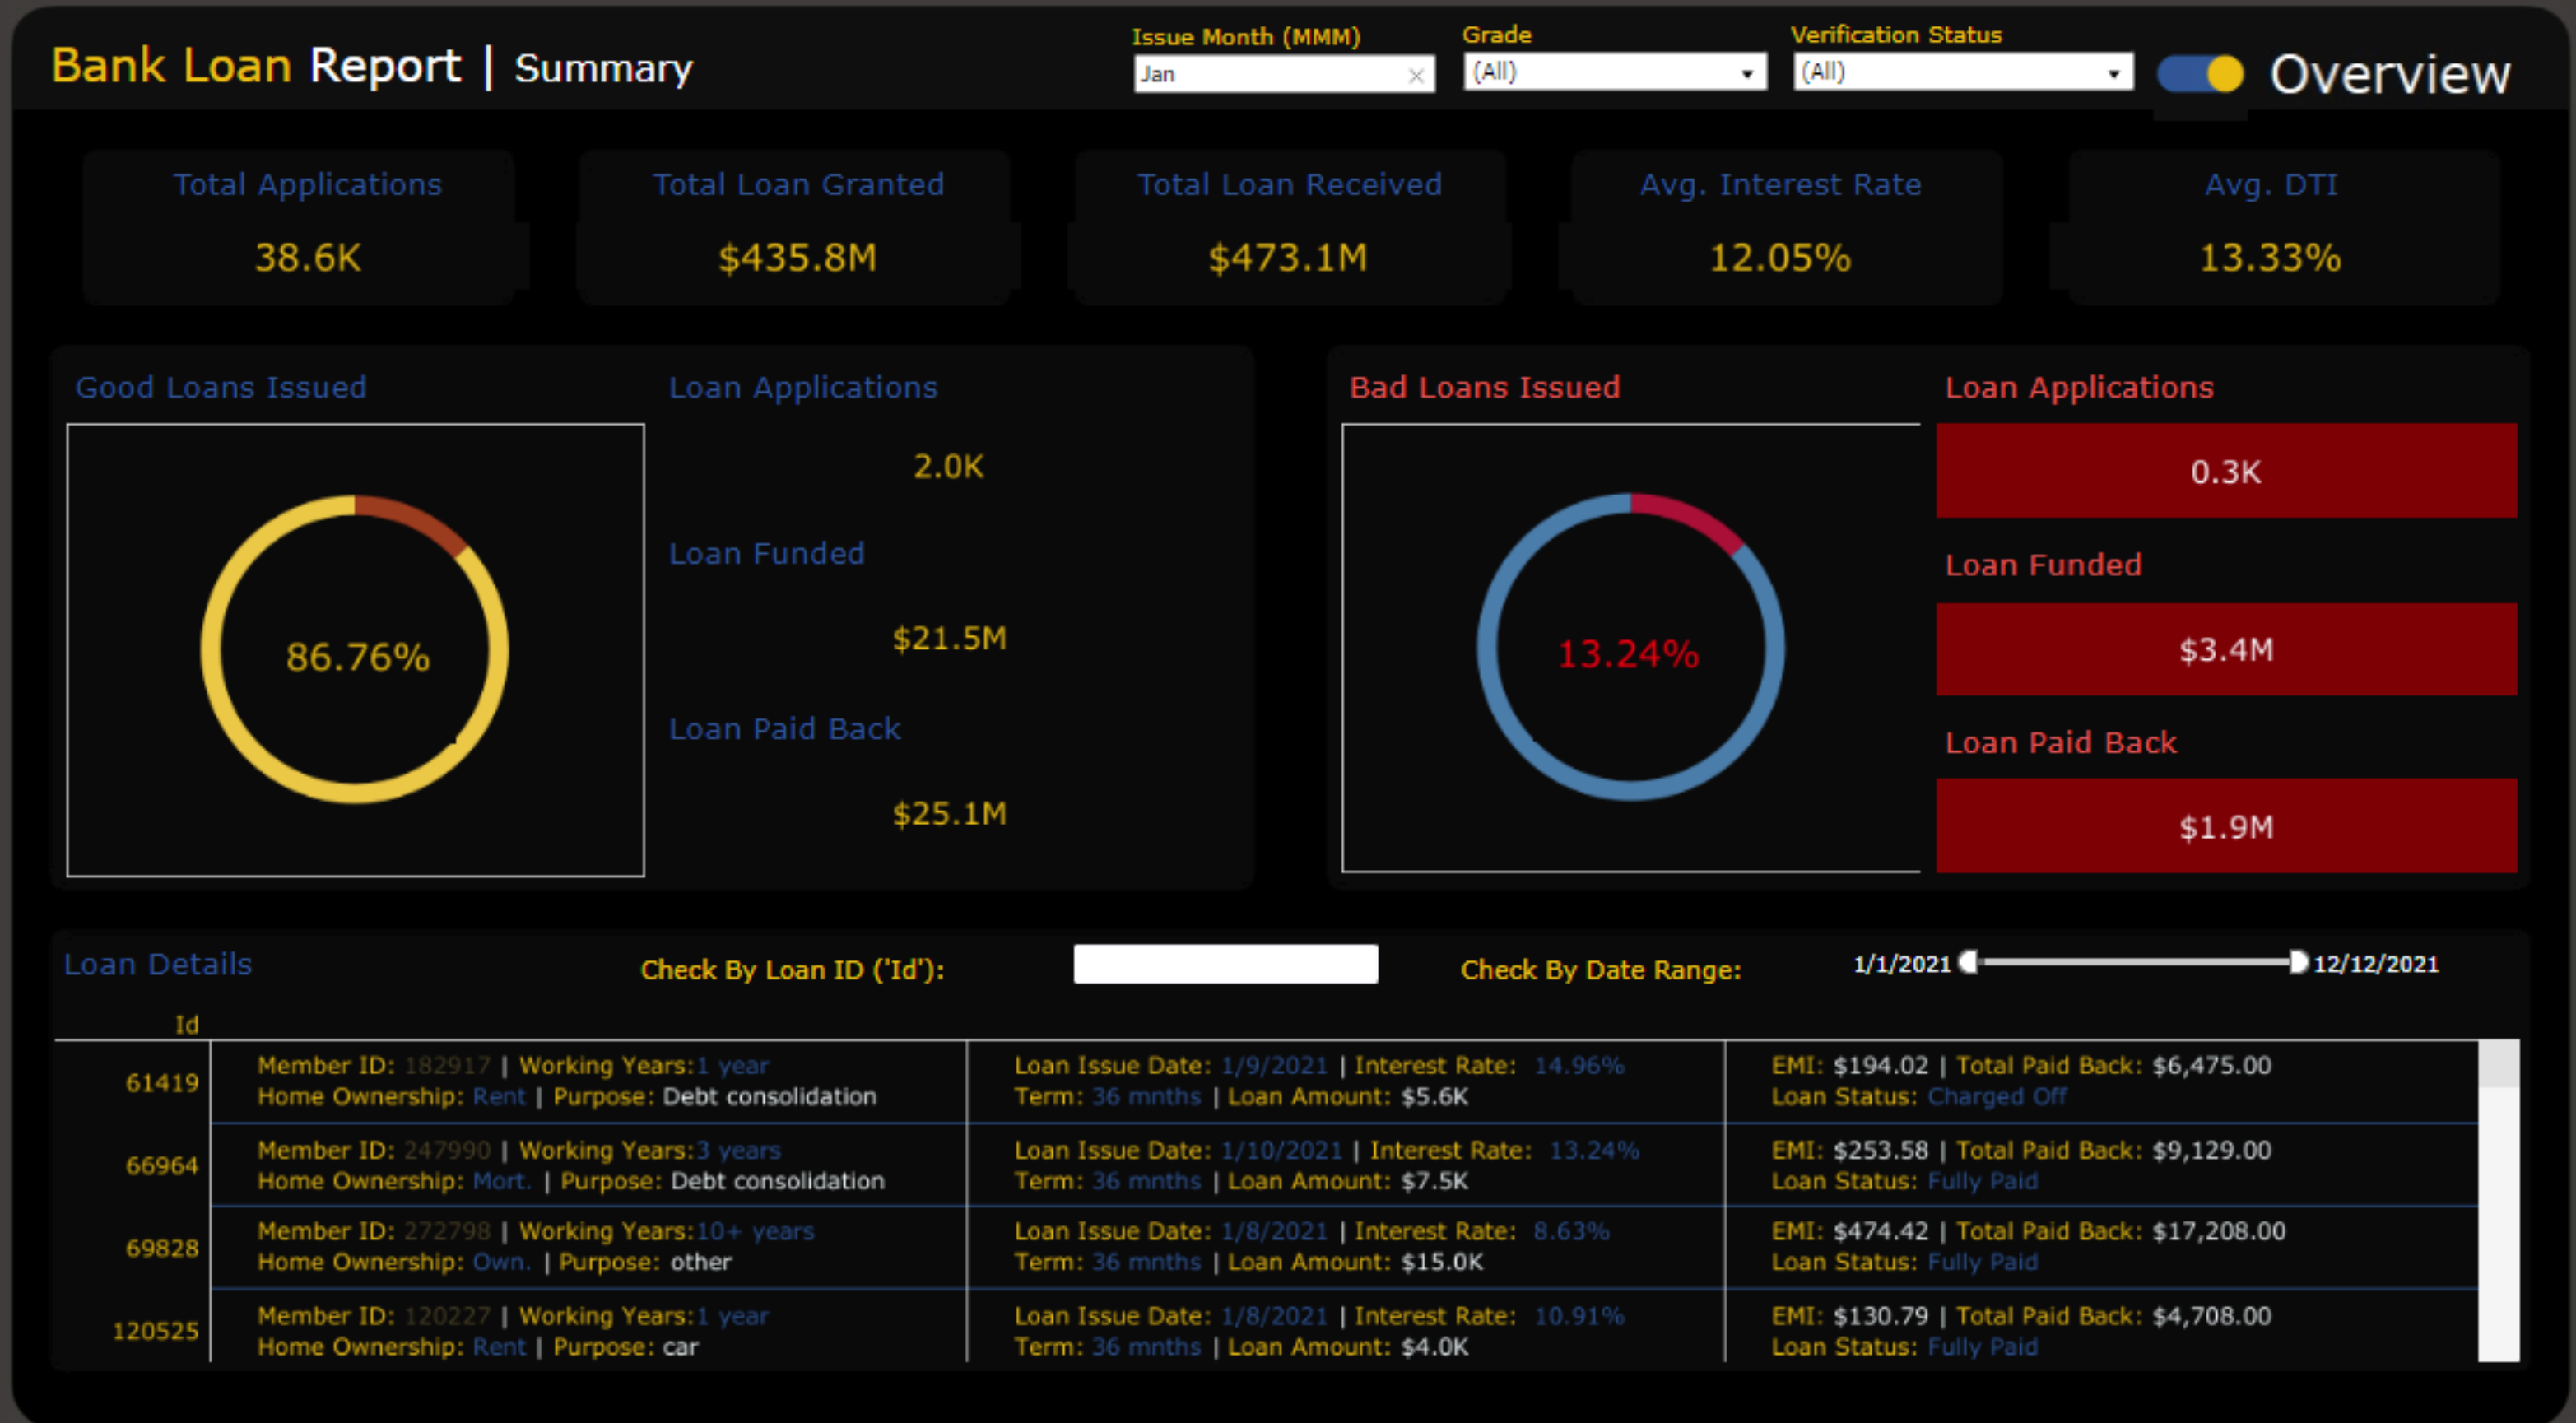 Bank Loan Report | Summary
Issue Month (MMM)
Jan
Grade
(All)
Verification Status
(All)
Overview
Total Applications
38.6K
Total Loan Granted
$435.8M
Total Loan Received
$473.1M
Avg. Interest Rate
12.05%
Avg. DTI
13.33%
Good Loans Issued
86.76%
Loan Applications
2.0K
Loan Funded
$21.5M
Loan Paid Back
$25.1M
Bad Loans Issued
13.24%
Loan Applications
0.3K
Loan Funded
$3.4M
Loan Paid Back
$1.9M
Loan Details
Check By Loan ID ('Id'):
Check By Date Range:
1/1/2021
12/12/2021
Id
61419
Member ID: 182917 | Working Years:1 year
Home Ownership: Rent | Purpose: Debt consolidation
Loan Issue Date: 1/9/2021 | Interest Rate: 14.96%
Term: 36 mnths | Loan Amount: $5.6K
EMI: $194.02 | Total Paid Back: $6,475.00
Loan Status: Charged Off
66964
Member ID: 247990 | Working Years:3 years
Home Ownership: Mort. | Purpose: Debt consolidation
Loan Issue Date: 1/10/2021 | Interest Rate: 13.24%
Term: 36 mnths | Loan Amount: $7.5K
EMI: $253.58 | Total Paid Back: $9,129.00
Loan Status: Fully Paid
69828
Member ID: 272798 | Working Years:10+ years
Home Ownership: Own. | Purpose: other
Loan Issue Date: 1/8/2021 | Interest Rate: 8.63%
Term: 36 mnths | Loan Amount: $15.0K
EMI: $474.42 | Total Paid Back: $17,208.00
Loan Status: Fully Paid
120525
Member ID: 120227 | Working Years:1 year
Home Ownership: Rent | Purpose: car
Loan Issue Date: 1/8/2021 | Interest Rate: 10.91%
Term: 36 mnths | Loan Amount: $4.0K
EMI: $130.79 | Total Paid Back: $4,708.00
Loan Status: Fully Paid